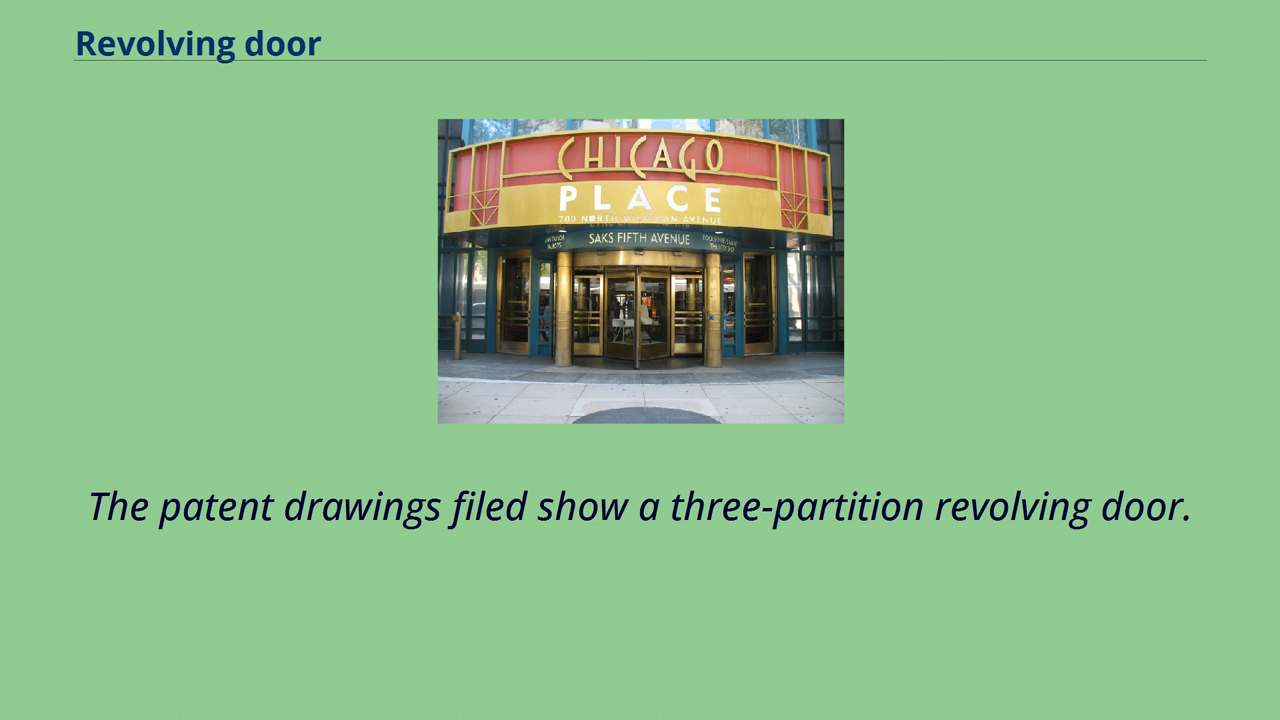 Revolving door
CHICAGO
PLACE
700 NORTH MICHIGAN AVENUE
SAKS FIFTH AVENUE
The patent drawings filed show a three-partition revolving door.